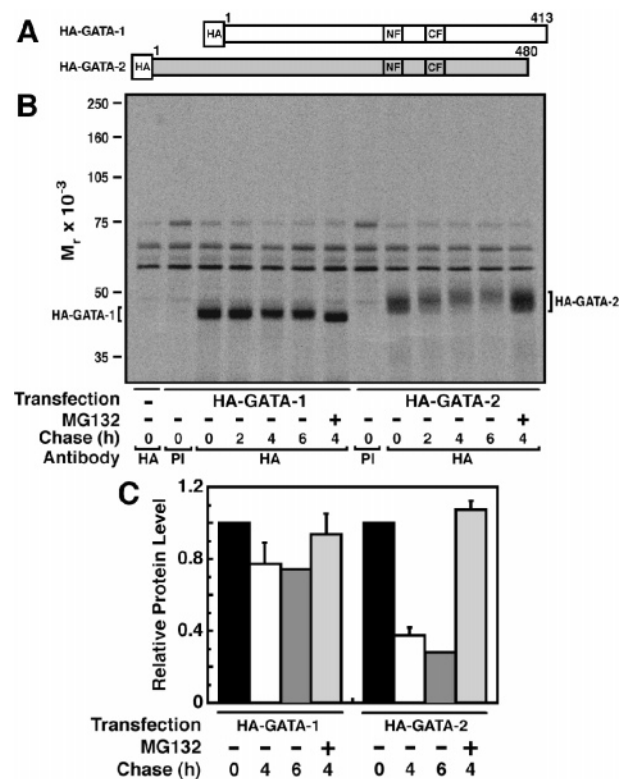 A
HA-GATA-1
HA
1
413
NF
CF
HA-GATA-2
HA
1
480
NF
CF
B
250
160
105
75
50
35
Mr x 10-3
HA-GATA-1
HA-GATA-2
Transfection - HA-GATA-1 HA-GATA-2
MG132 - - - - - - + - - - - - +
Chase (h) 0 0 0 2 4 6 4 0 0 2 4 6 4
Antibody HA PI HA PI HA
C
1.2
0.8
0.4
0
Relative Protein Level
Transfection HA-GATA-1 HA-GATA-2
MG132 - - - + - - - +
Chase (h) 0 4 6 4 0 4 6 4